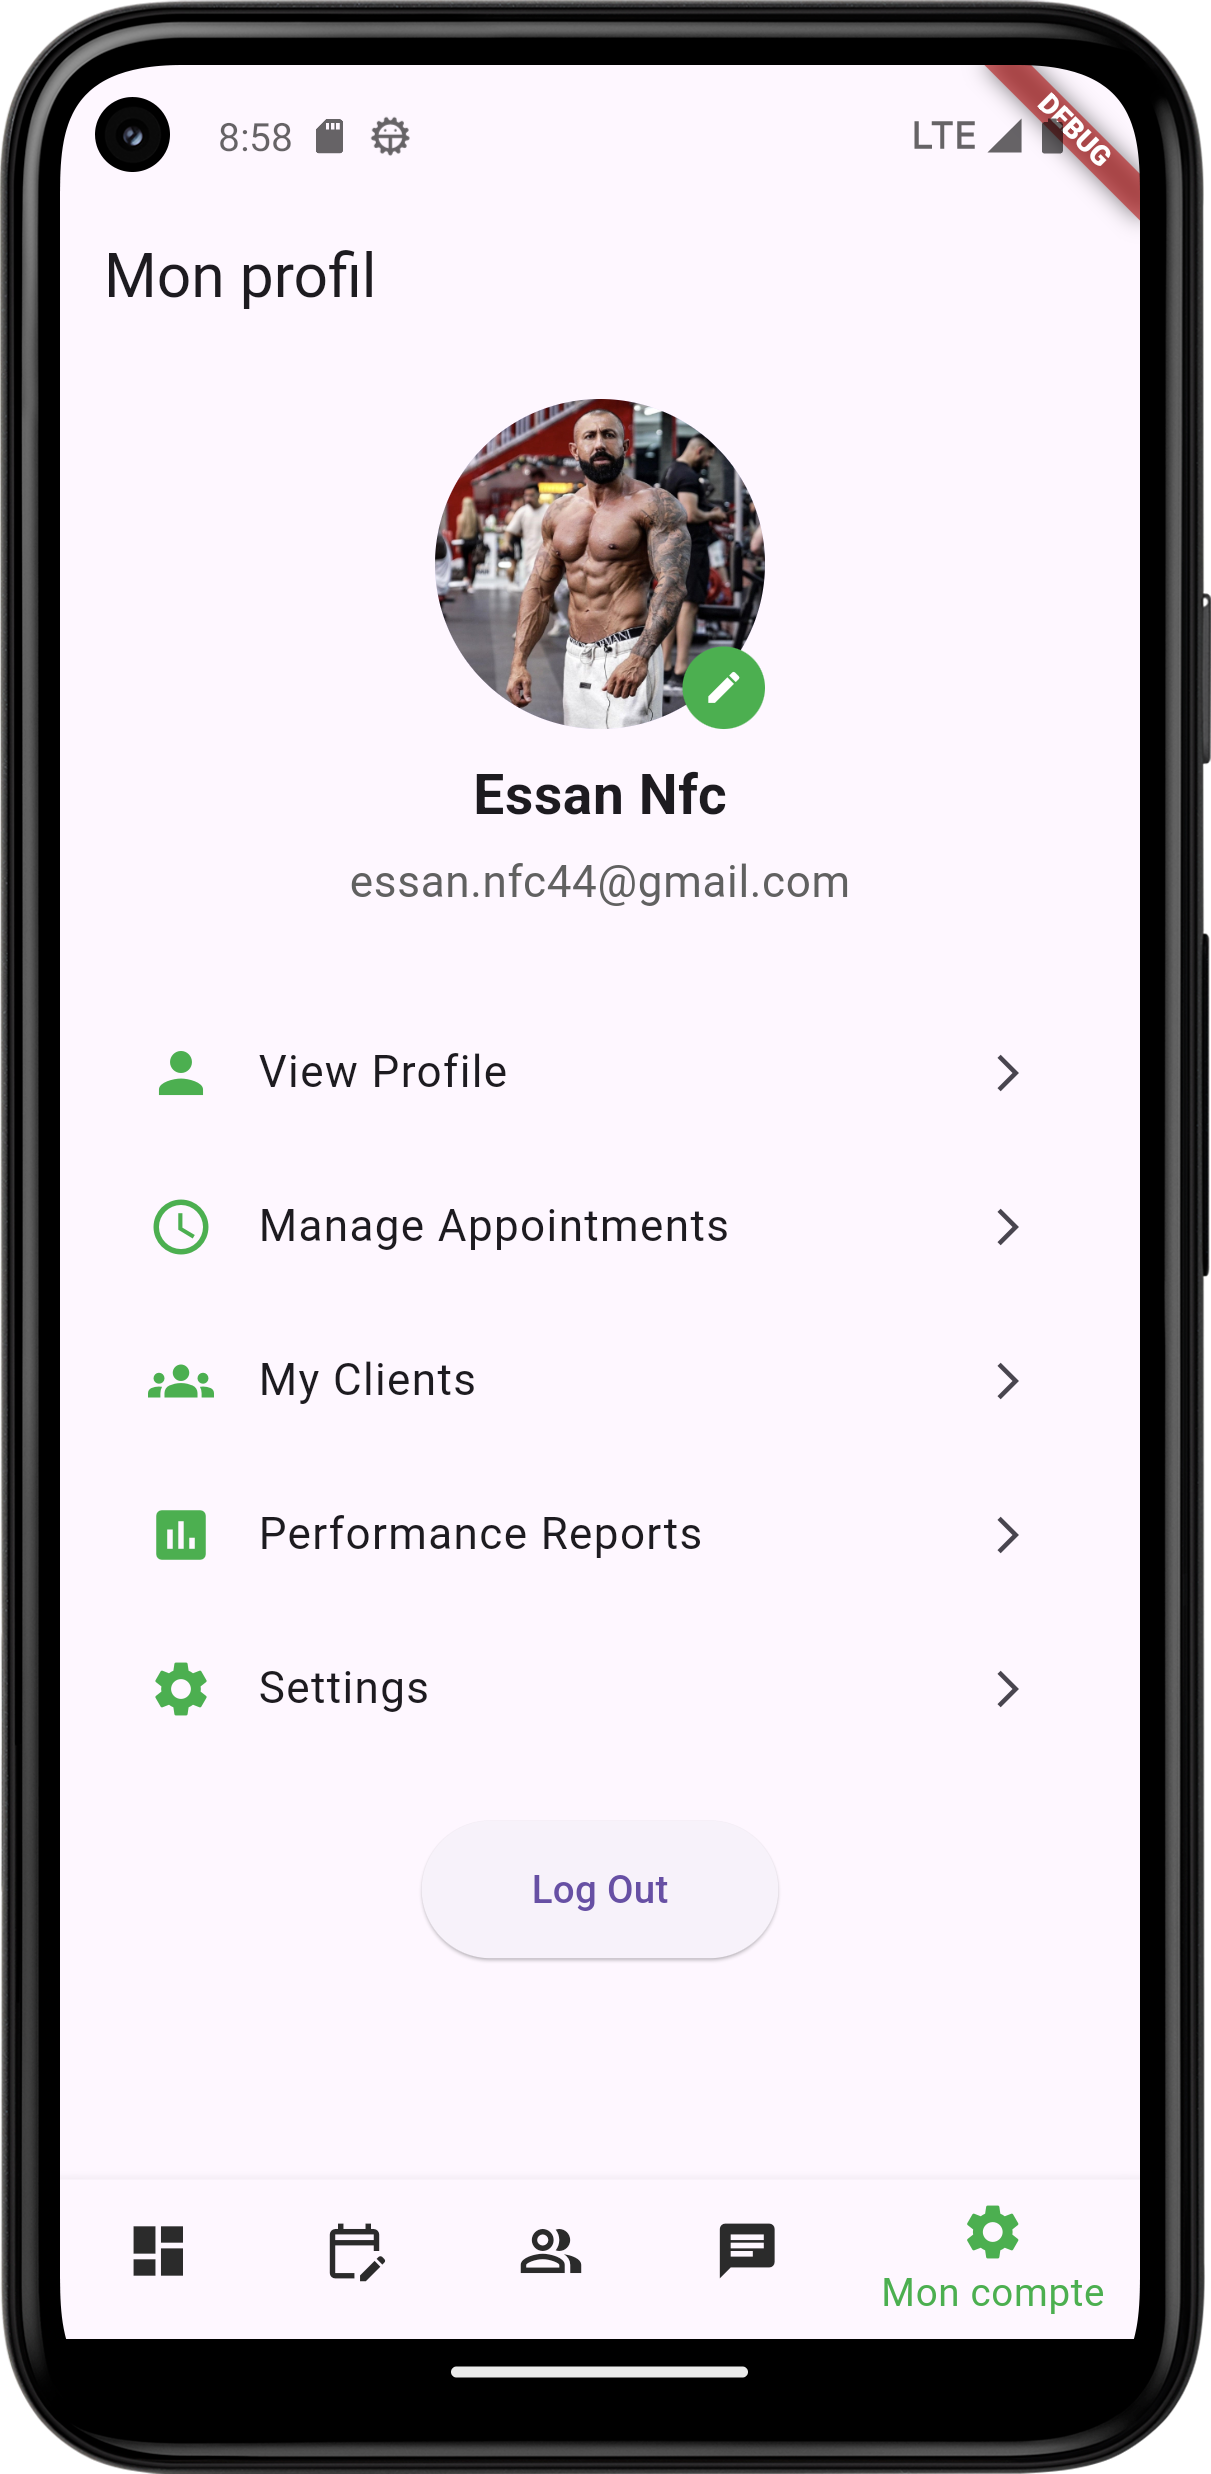 8:58
LTE
DEBUG
Mon profil
Essan Nfc
essan.nfc44@gmail.com
View Profile
Manage Appointments
My Clients
Performance Reports
Settings
Log Out
Mon compte